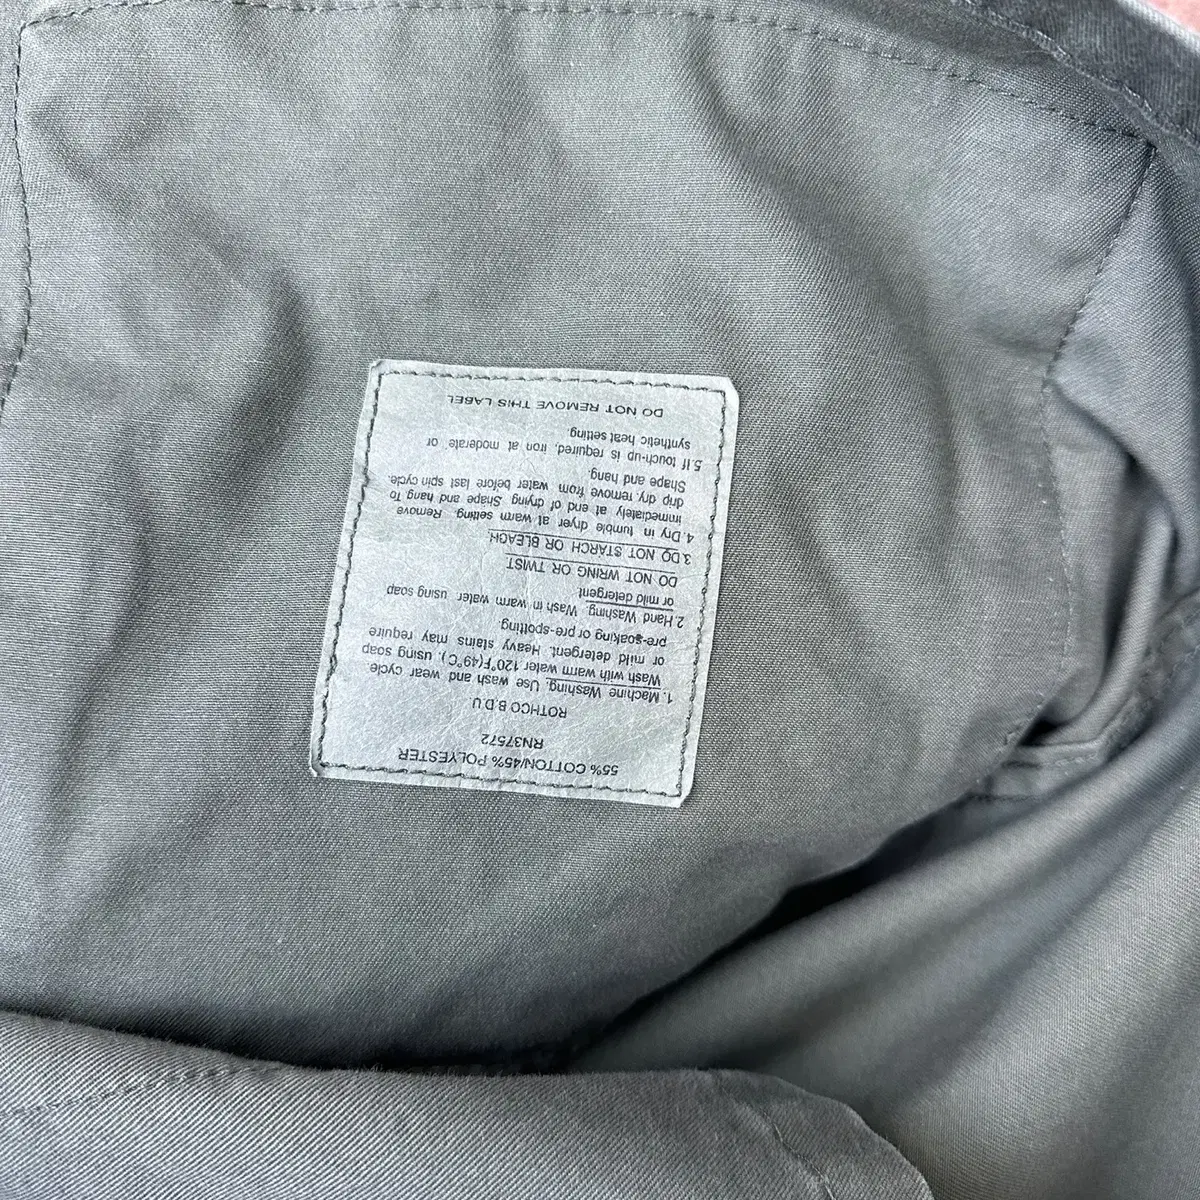 55% COTTON/45% POLYESTER
RN37572
ROTHCO B.D.U
1. Machine Washing. Use wash and wear cycle.
Wash with warm water 120°F(49°C, using soap
or mild detergent. Heavy stains may require
pre-soaking or pre-spotting.
2.Hand Washing. Wash in warm water using soap
or mild detergent
DO NOT WRING OR TWIST
3.DO NOT STARCH OR BLEACH.
4. Dry in tumble dryer at warm setting. Remove
immediately at end of drying Shape and hang To
drip dry, remove from water before last spin cycle.
Shape and hang.
5.If touch-up is required, iron at moderate or
synthetic heat setting.
DO NOT REMOVE THIS LABEL